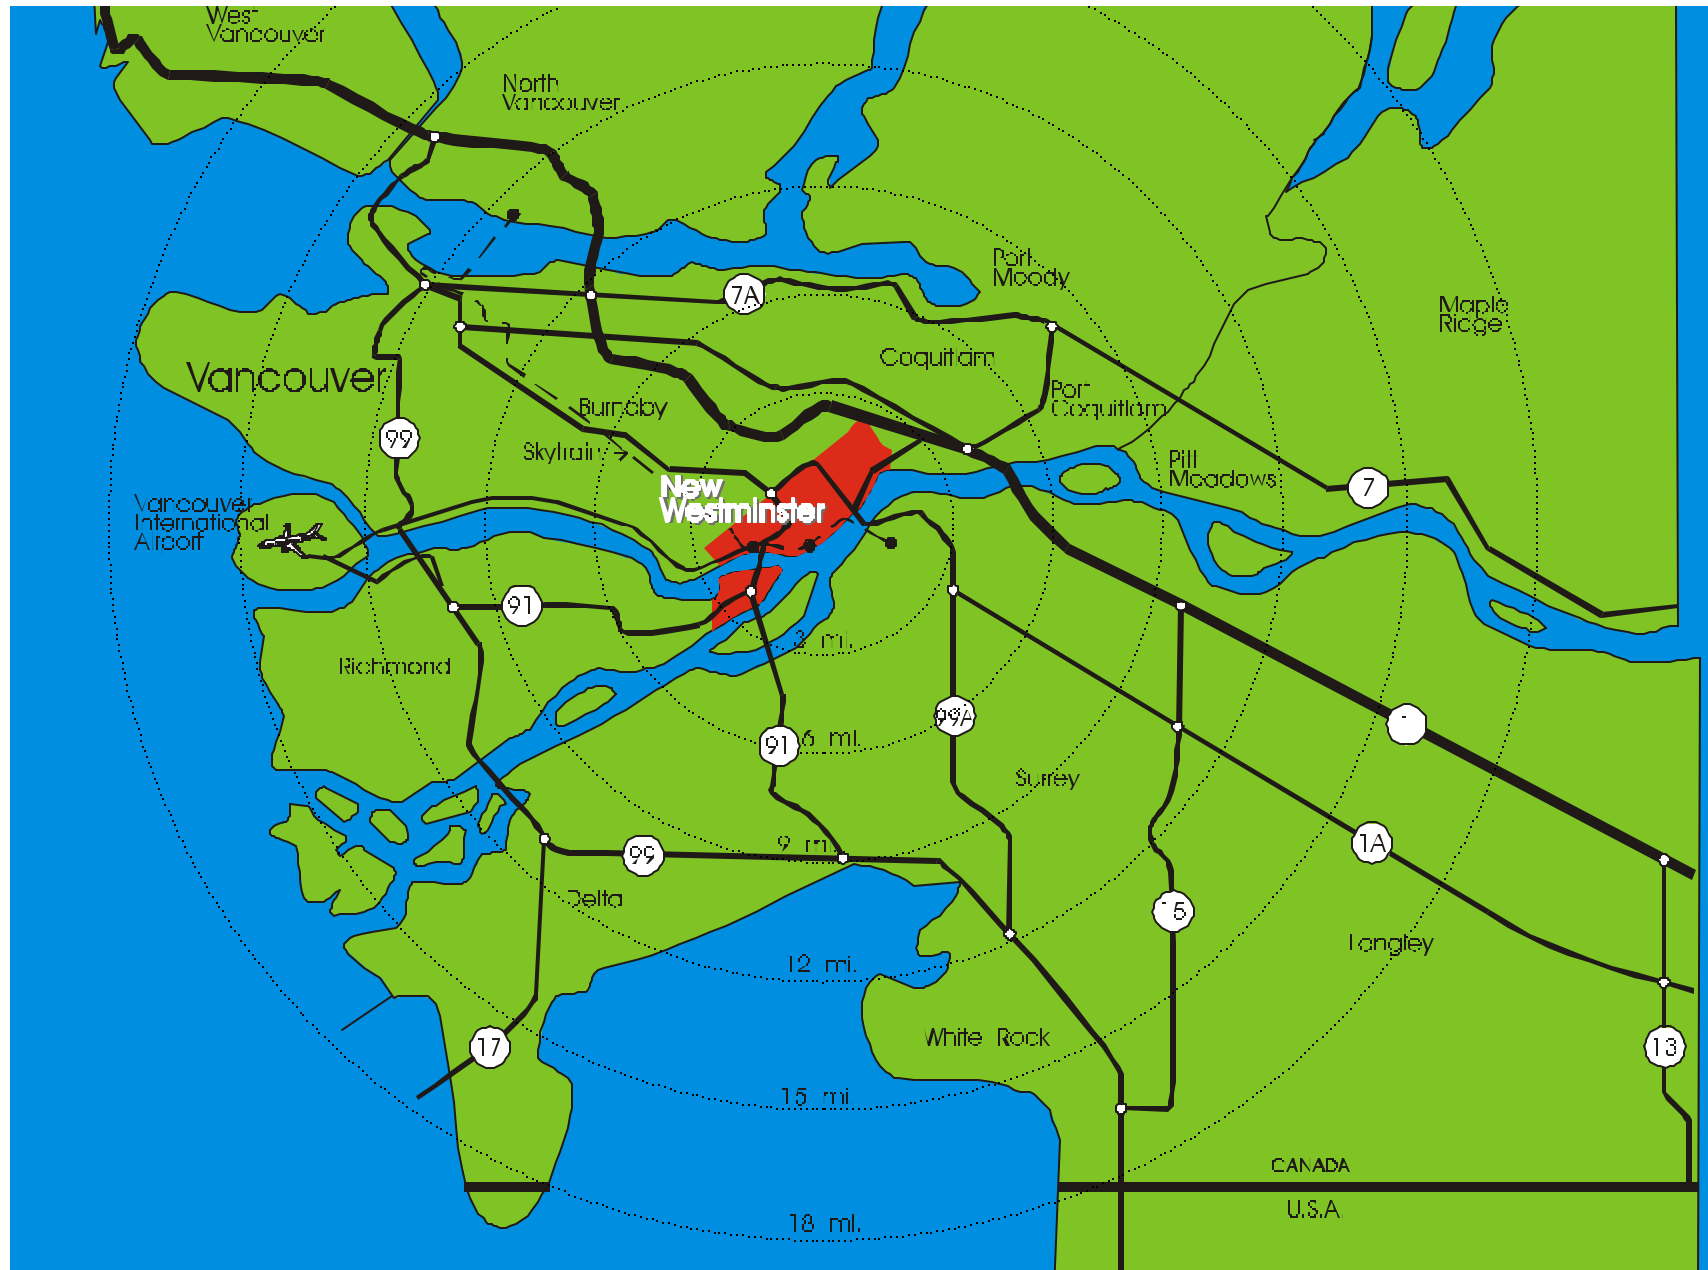 West
Vancouver
North
Vancouver
Port
Moody
7A
Maple
Ridge
Coquitlam
Vancouver
Port
Coquitlam
Burnaby
99
Skytrain
Pitt
Meadows
7
New
Westminster
Vancouver
International
Airport
91
3 mi.
Richmond
99A
1
91
6 mi.
Surrey
9 mi.
1A
99
Delta
15
Langley
12 mi.
White Rock
17
13
15 mi
CANADA
18 mi.
U.S.A